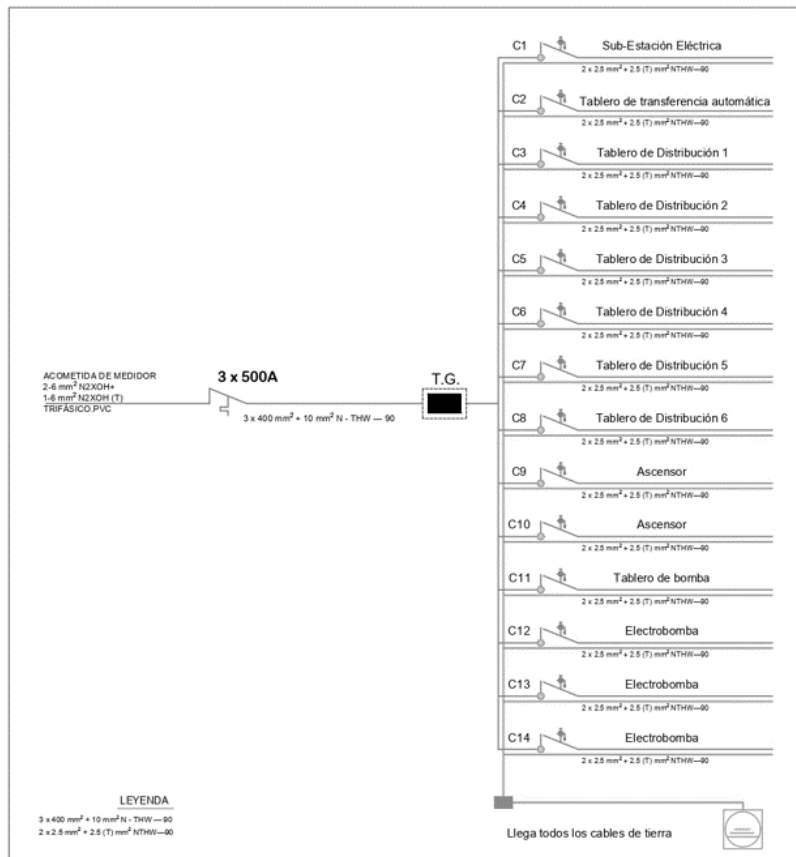 C1 Sub-Estación Eléctrica
2 x 2.5 mm² + 2.5 (T) mm² NTHW—90
C2 Tablero de transferencia automática
2 x 2.5 mm² + 2.5 (T) mm² NTHW—90
C3 Tablero de Distribución 1
2 x 2.5 mm² + 2.5 (T) mm² NTHW—90
C4 Tablero de Distribución 2
2 x 2.5 mm² + 2.5 (T) mm² NTHW—90
C5 Tablero de Distribución 3
2 x 2.5 mm² + 2.5 (T) mm² NTHW—90
C6 Tablero de Distribución 4
2 x 2.5 mm² + 2.5 (T) mm² NTHW—90
C7 Tablero de Distribución 5
2 x 2.5 mm² + 2.5 (T) mm² NTHW—90
C8 Tablero de Distribución 6
2 x 2.5 mm² + 2.5 (T) mm² NTHW—90
C9 Ascensor
2 x 2.5 mm² + 2.5 (T) mm² NTHW—90
C10 Ascensor
2 x 2.5 mm² + 2.5 (T) mm² NTHW—90
C11 Tablero de bomba
2 x 2.5 mm² + 2.5 (T) mm² NTHW—90
C12 Electrobomba
2 x 2.5 mm² + 2.5 (T) mm² NTHW—90
C13 Electrobomba
2 x 2.5 mm² + 2.5 (T) mm² NTHW—90
C14 Electrobomba
2 x 2.5 mm² + 2.5 (T) mm² NTHW—90
ACOMETIDA DE MEDIDOR
2-6 mm² N2XOH+
1-6 mm² N2XOH (T)
TRIFÁSICO.PVC
3 x 500A
3 x 400 mm² + 10 mm² N - THW — 90
T.G.
LEYENDA
3 x 400 mm² + 10 mm² N - THW — 90
2 x 2.5 mm² + 2.5 (T) mm² NTHW—90
Llega todos los cables de tierra